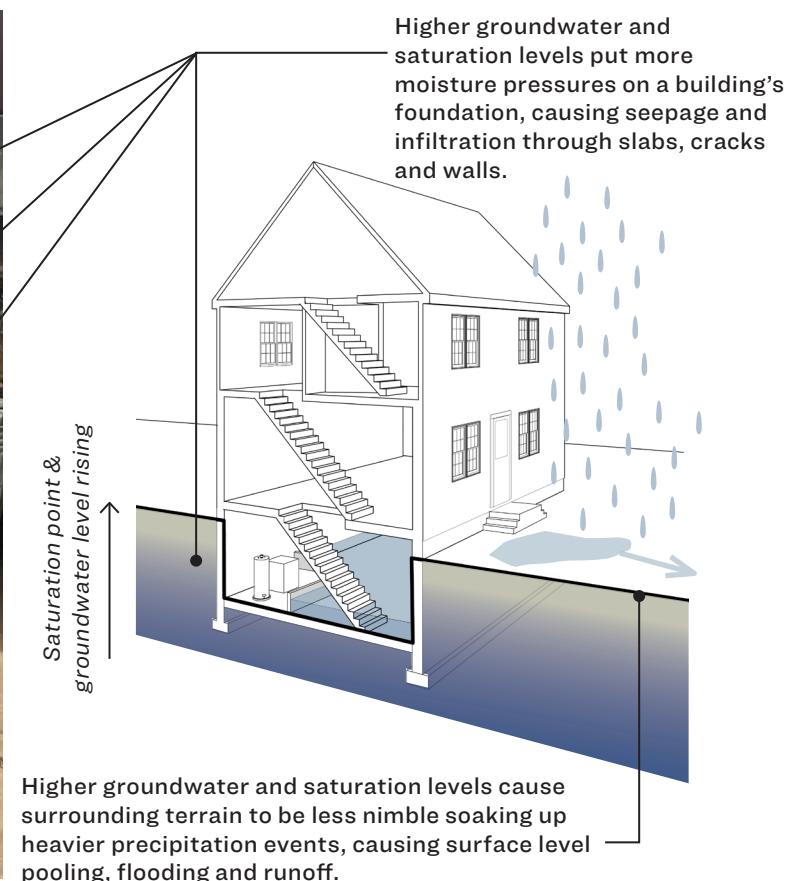 Higher groundwater and
saturation levels put more
moisture pressures on a building’s
foundation, causing seepage and
infiltration through slabs, cracks
and walls.
Saturation point &
groundwater level rising
Higher groundwater and saturation levels cause
surrounding terrain to be less nimble soaking up
heavier precipitation events, causing surface level
pooling, flooding and runoff.